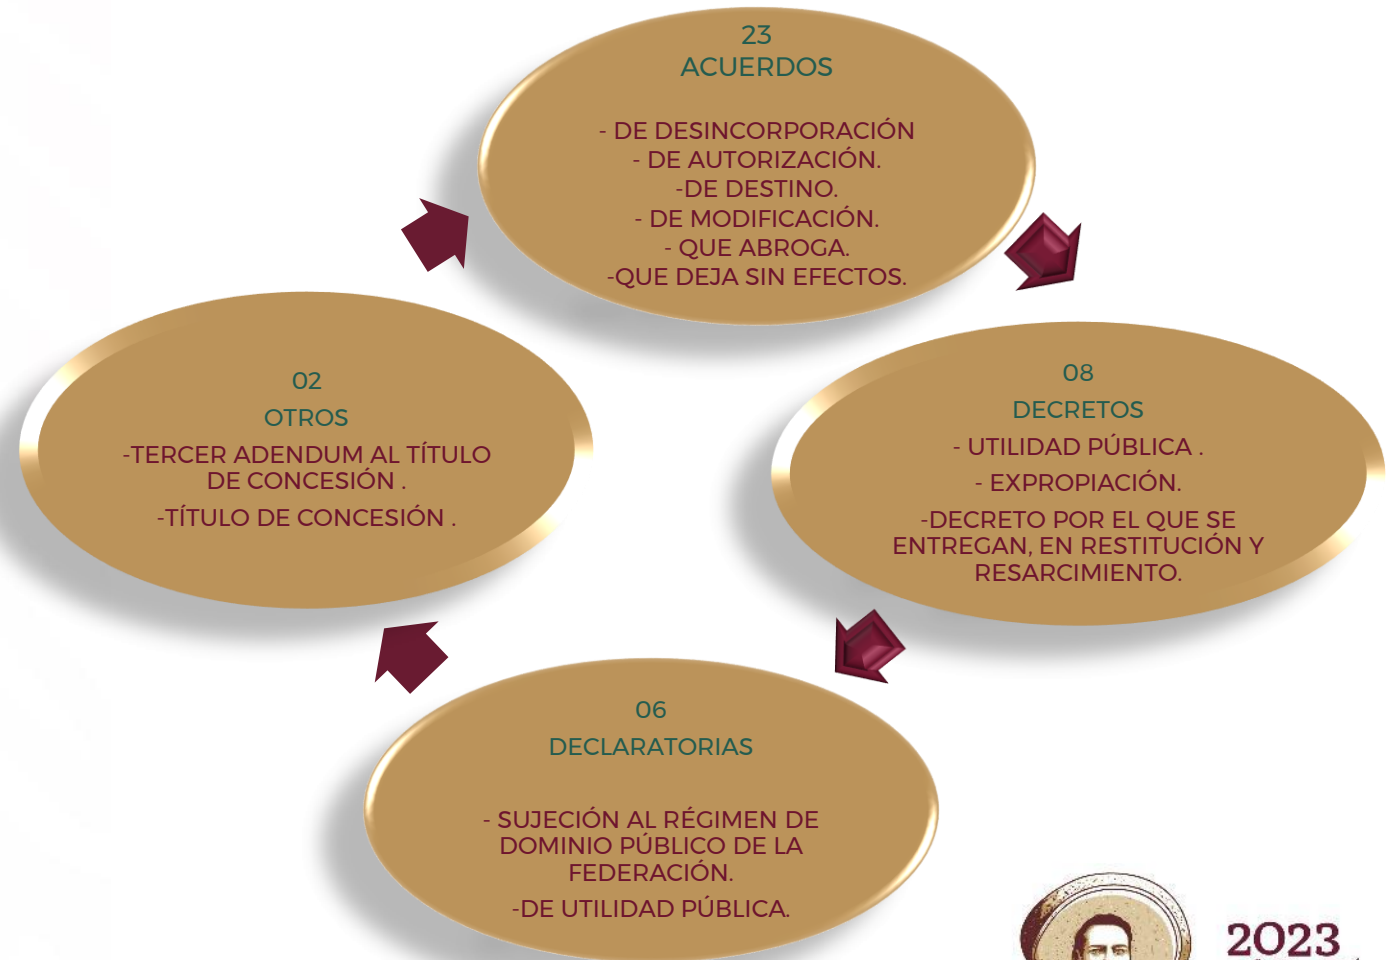 23
ACUERDOS
- DE DESINCORPORACIÓN
- DE AUTORIZACIÓN.
-DE DESTINO.
- DE MODIFICACIÓN.
- QUE ABROGA.
-QUE DEJA SIN EFECTOS.
02
OTROS
-TERCER ADENDUM AL TÍTULO
DE CONCESIÓN .
-TÍTULO DE CONCESIÓN .
08
DECRETOS
- UTILIDAD PÚBLICA .
- EXPROPIACIÓN.
-DECRETO POR EL QUE SE
ENTREGAN, EN RESTITUCIÓN Y
RESARCIMIENTO.
06
DECLARATORIAS
- SUJECIÓN AL RÉGIMEN DE
DOMINIO PÚBLICO DE LA
FEDERACIÓN.
-DE UTILIDAD PÚBLICA.
2023